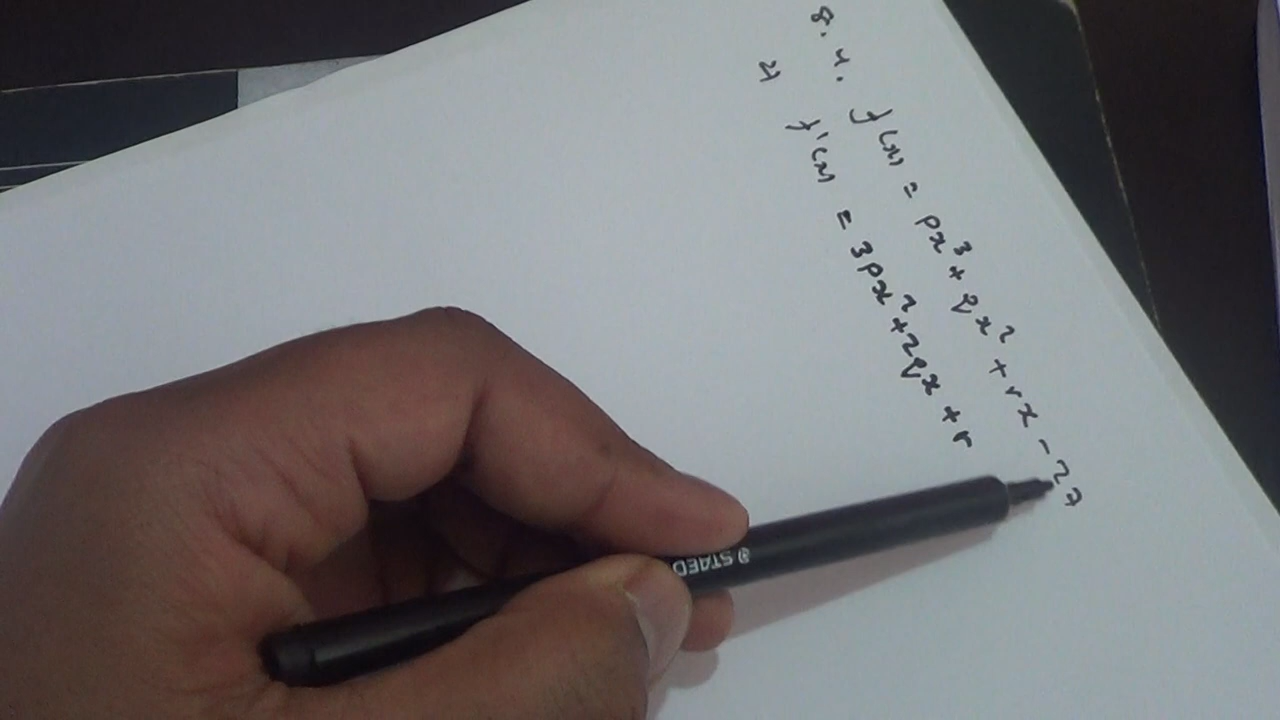 8. 4. f(x) = px³ + qx² + rx - 27
f'(x) = 3px² + 2qx + r
STAED